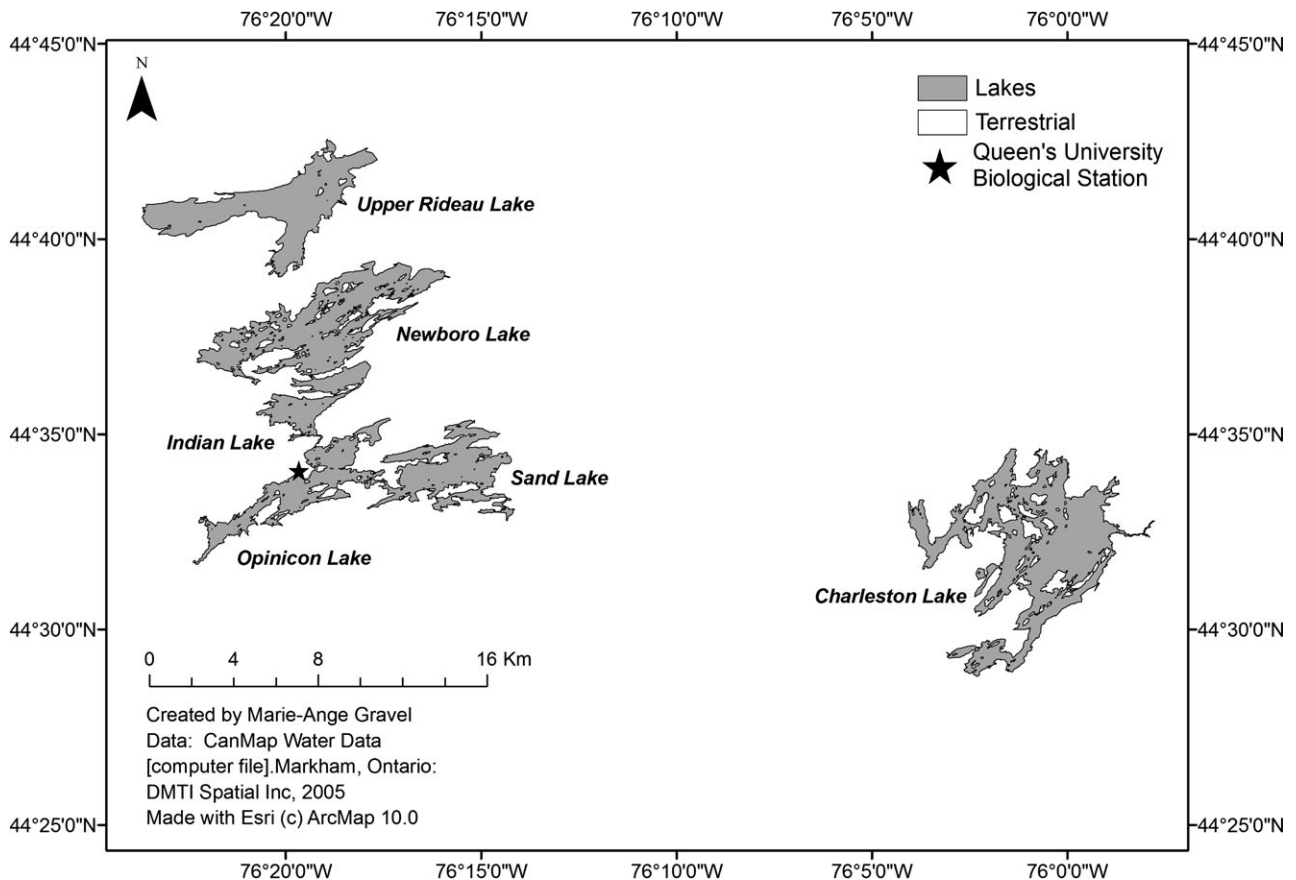 76°20'0"W 76°15'0"W 76°10'0"W 76°5'0"W 76°0'0"W
44°45'0"N 44°45'0"N
N
Lakes
Terrestrial
Queen's University
Biological Station
Upper Rideau Lake
44°40'0"N 44°40'0"N
Newboro Lake
44°35'0"N 44°35'0"N
Indian Lake
Sand Lake
Opinicon Lake
Charleston Lake
44°30'0"N 44°30'0"N
0 4 8 16 Km
Created by Marie-Ange Gravel
Data: CanMap Water Data
[computer file].Markham, Ontario:
DMTI Spatial Inc, 2005
Made with Esri (c) ArcMap 10.0
44°25'0"N 44°25'0"N
76°20'0"W 76°15'0"W 76°10'0"W 76°5'0"W 76°0'0"W